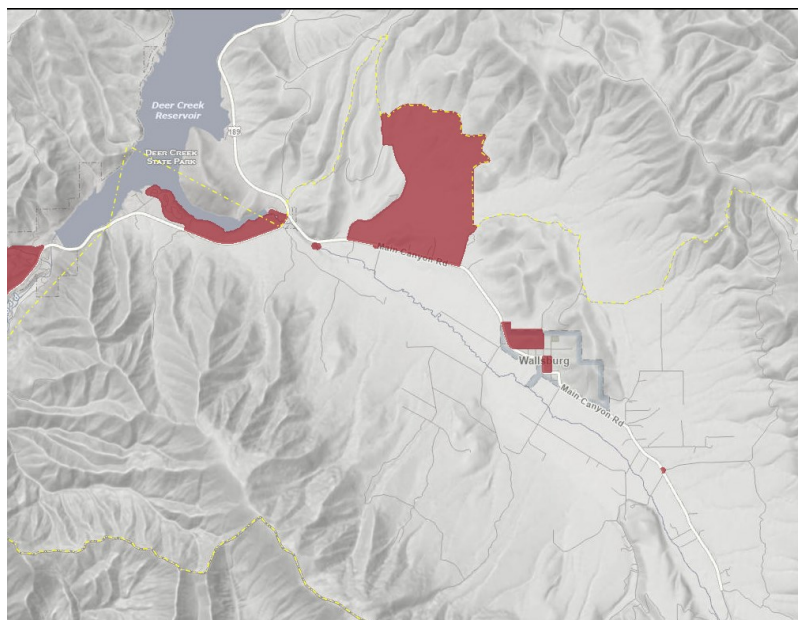 Deer Creek
Reservoir
189
DEER CREEK
STATE PARK
Main Canyon Rd
Wallsburg
Main Canyon Rd